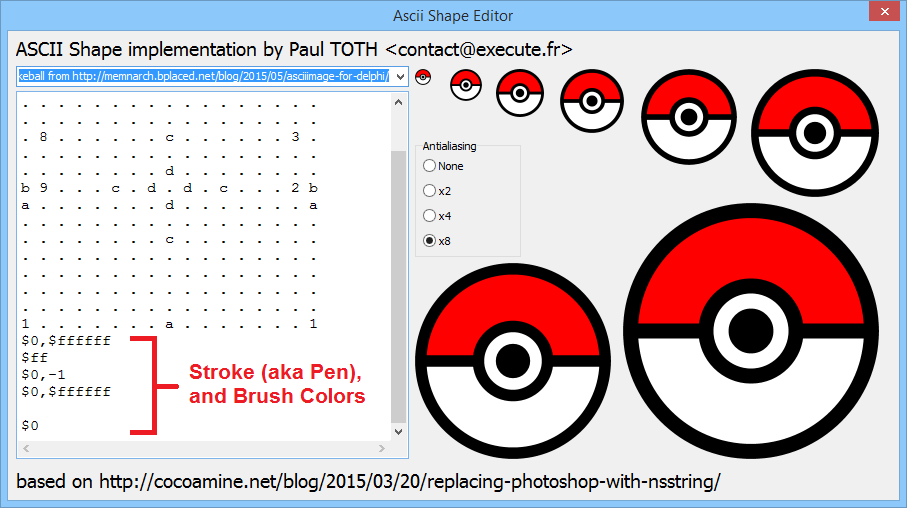 Ascii Shape Editor
ASCII Shape implementation by Paul TOTH <contact@execute.fr>
keball from http://memnarch.bplaced.net/blog/2015/05/asciimage-for-delphi/
. . . . . . . . . . . . . . . . .
. . . . . . . . . . . . . . . . .
. 8 . . . . . . c . . . . . . 3 .
. . . . . . . . . . . . . . . . .
. . . . . . . . d . . . . . . . .
b 9 . . . c . d . d . c . . . 2 b
a . . . . . . . d . . . . . . . a
. . . . . . . . . . . . . . . . .
. . . . . . . . c . . . . . . . .
. . . . . . . . . . . . . . . . .
. . . . . . . . . . . . . . . . .
. . . . . . . . . . . . . . . . .
. . . . . . . . . . . . . . . . .
1 . . . . . . . a . . . . . . . 1
$0,$ffffff
$ff
$0,-1
$0,$ffffff
$0
Stroke (aka Pen),
and Brush Colors
Antialiasing
None
x2
x4
x8
based on http://cocoamine.net/blog/2015/03/20/replacing-photoshop-with-nsstring/